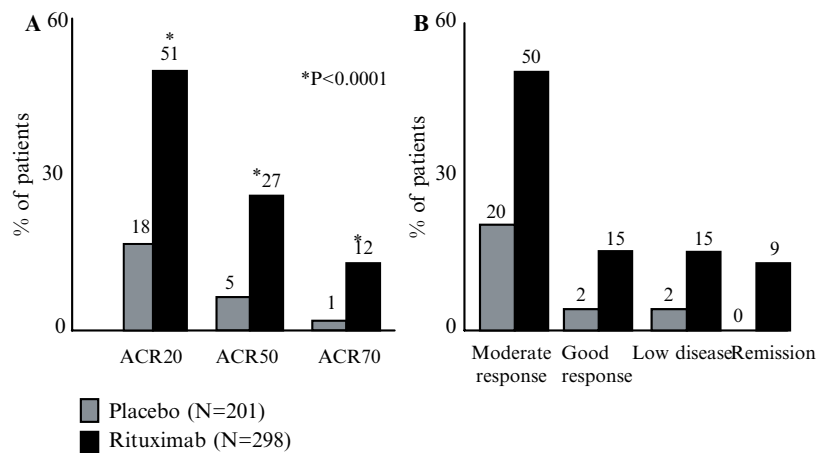 A
60
30
0
% of patients
*
51
18
*27
5
*
12
1
*P<0.0001
ACR20
ACR50
ACR70
B
60
30
0
% of patients
50
20
15
2
15
2
9
0
Moderate
response
Good
response
Low disease
Remission
Placebo (N=201)
Rituximab (N=298)